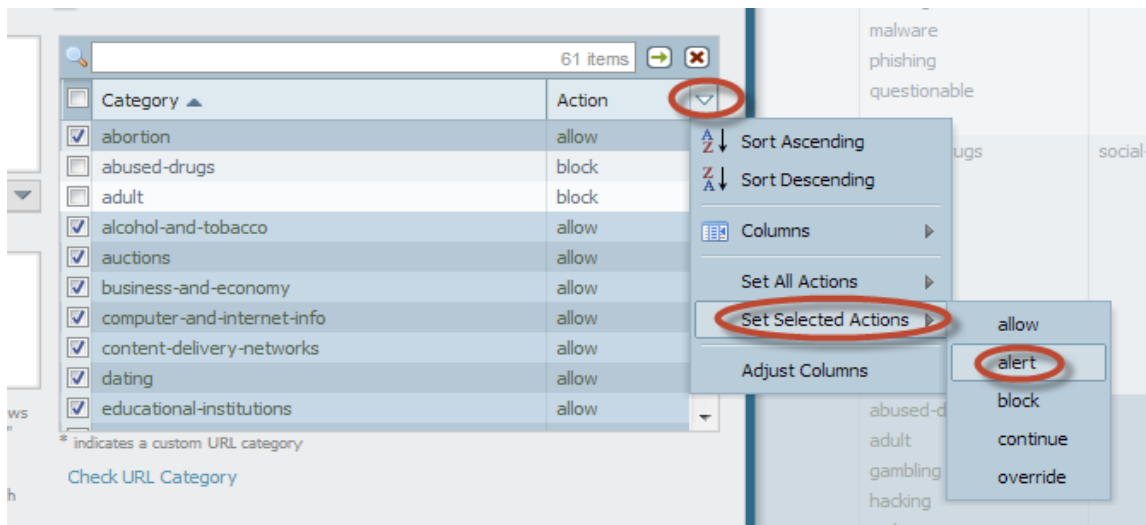 61 items
Category Action
abortion allow
abused-drugs block
adult block
alcohol-and-tobacco allow
auctions allow
business-and-economy allow
computer-and-internet-info allow
content-delivery-networks allow
dating allow
educational-institutions allow
* indicates a custom URL category
Check URL Category
ws
"
h
Sort Ascending
Sort Descending
Columns
Set All Actions
Set Selected Actions
Adjust Columns
allow
alert
block
continue
override
malware
phishing
questionable
ugs social-
abused-d
adult
gambling
hacking